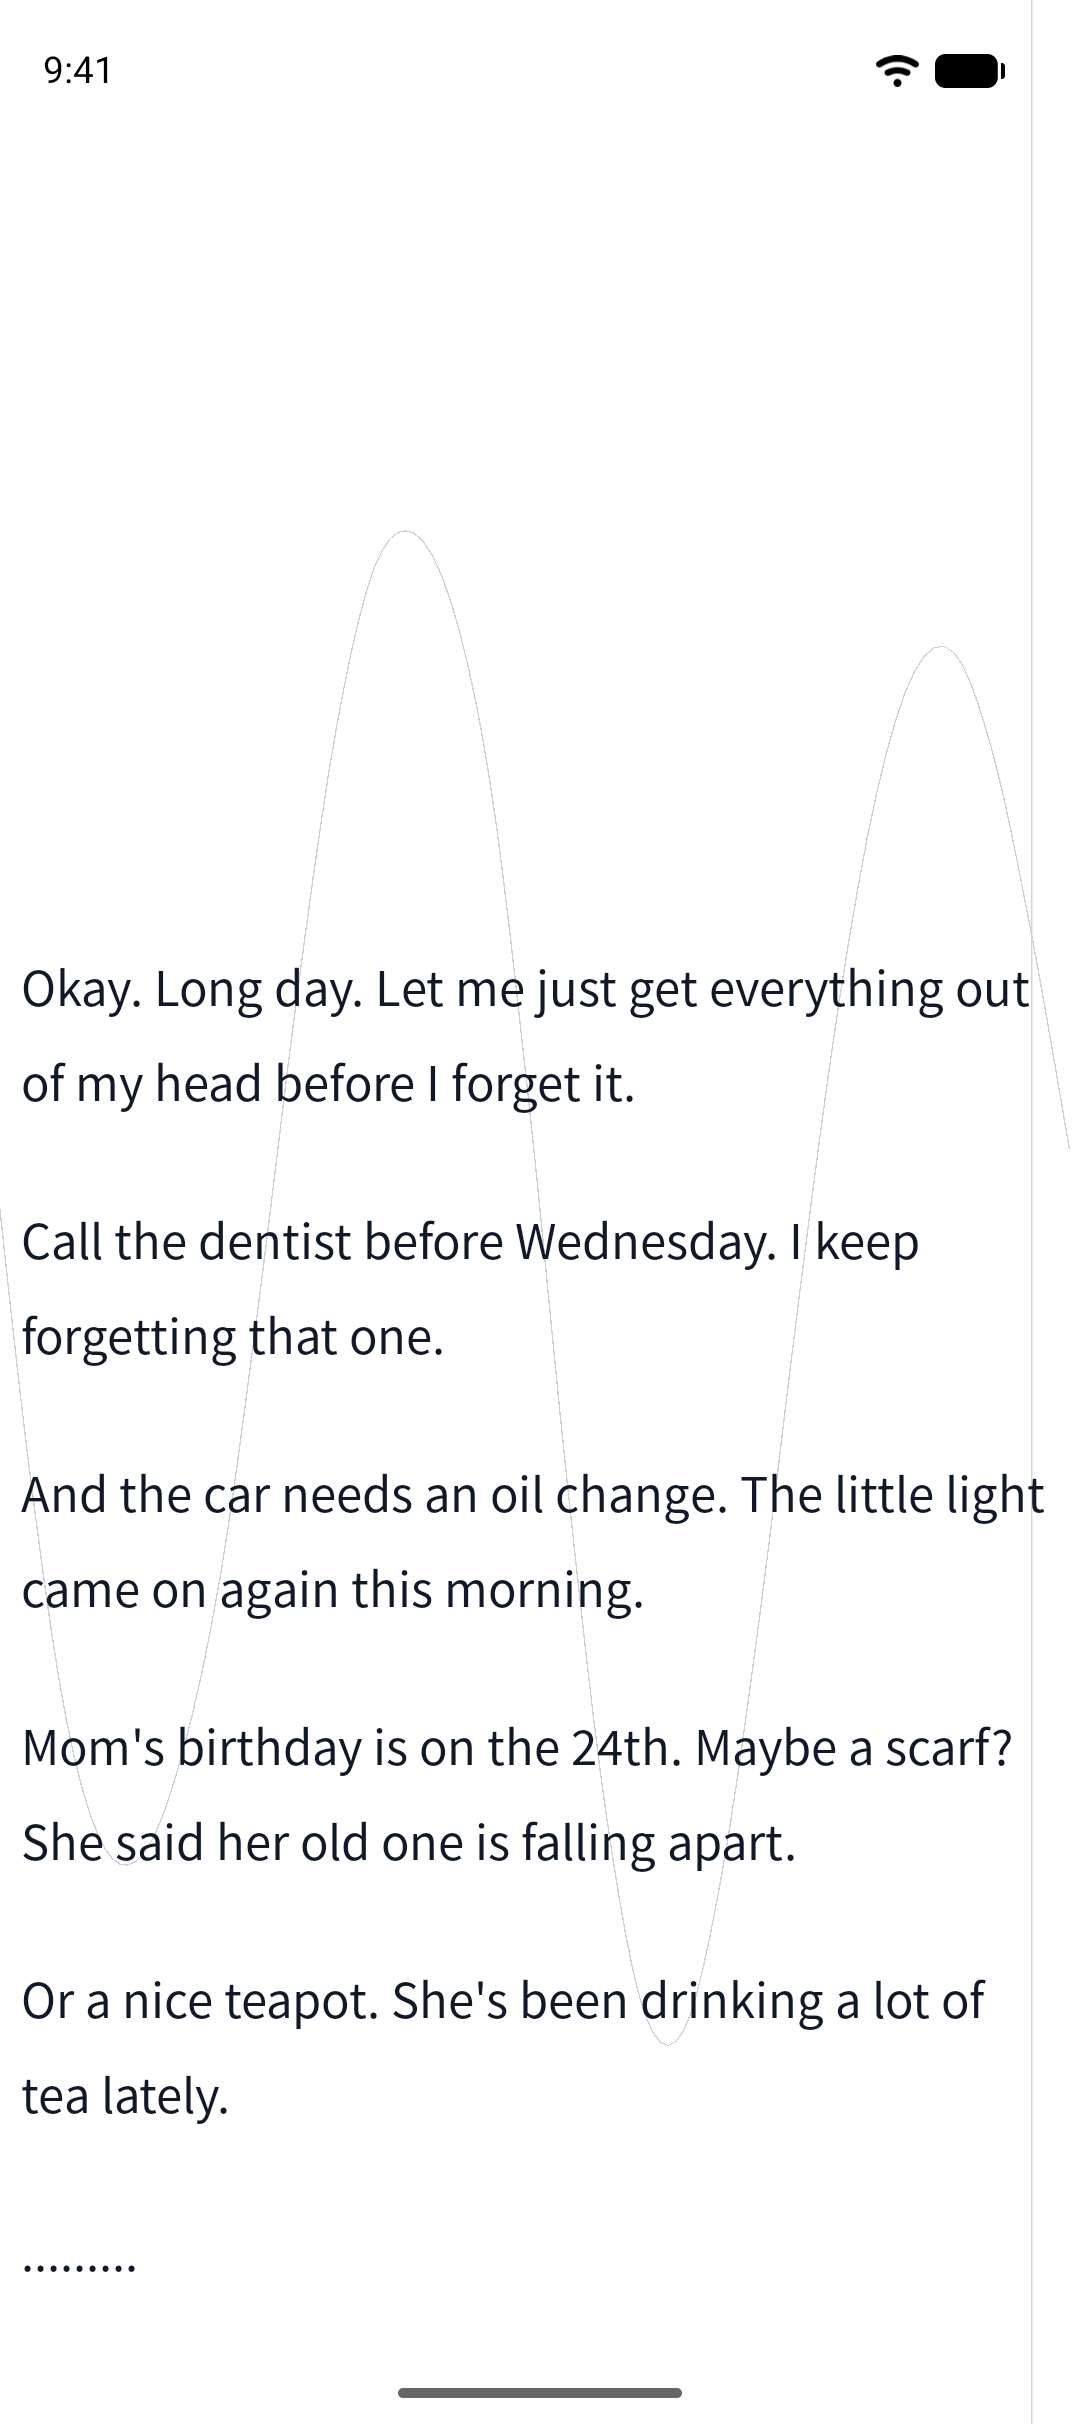 9:41
Okay. Long day. Let me just get everything out
of my head before I forget it.
Call the dentist before Wednesday. I keep
forgetting that one.
And the car needs an oil change. The little light
came on again this morning.
Mom's birthday is on the 24th. Maybe a scarf?
She said her old one is falling apart.
Or a nice teapot. She's been drinking a lot of
tea lately.
.........